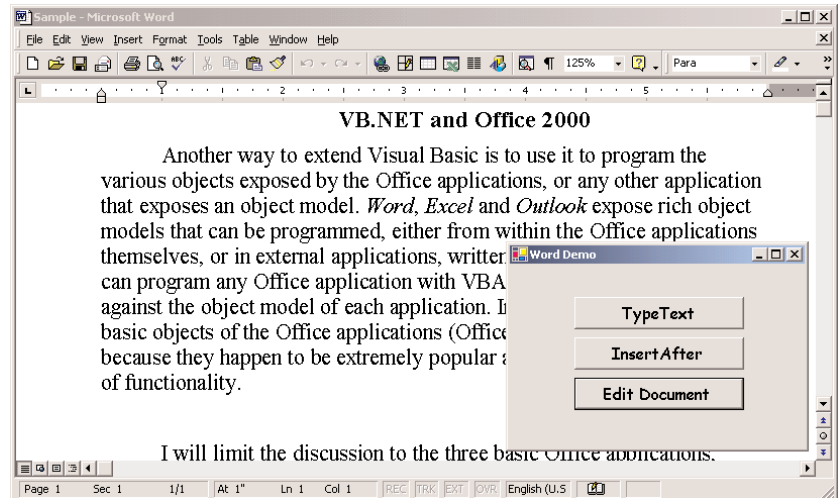 Sample - Microsoft Word
File Edit View Insert Format Tools Table Window Help
125% Para
2 3 4 5
VB.NET and Office 2000
Another way to extend Visual Basic is to use it to program the
various objects exposed by the Office applications, or any other application
that exposes an object model. Word, Excel and Outlook expose rich object
models that can be programmed, either from within the Office applications
themselves, or in external applications, written
can program any Office application with VBA
against the object model of each application.
basic objects of the Office applications (Office
because they happen to be extremely popular
of functionality.
Word Demo
TypeText
InsertAfter
Edit Document
I will limit the discussion to the three basic Office applications,
Page 1 Sec 1 1/1 At 1" Ln 1 Col 1 REC TRK EXT OVR English (U.S